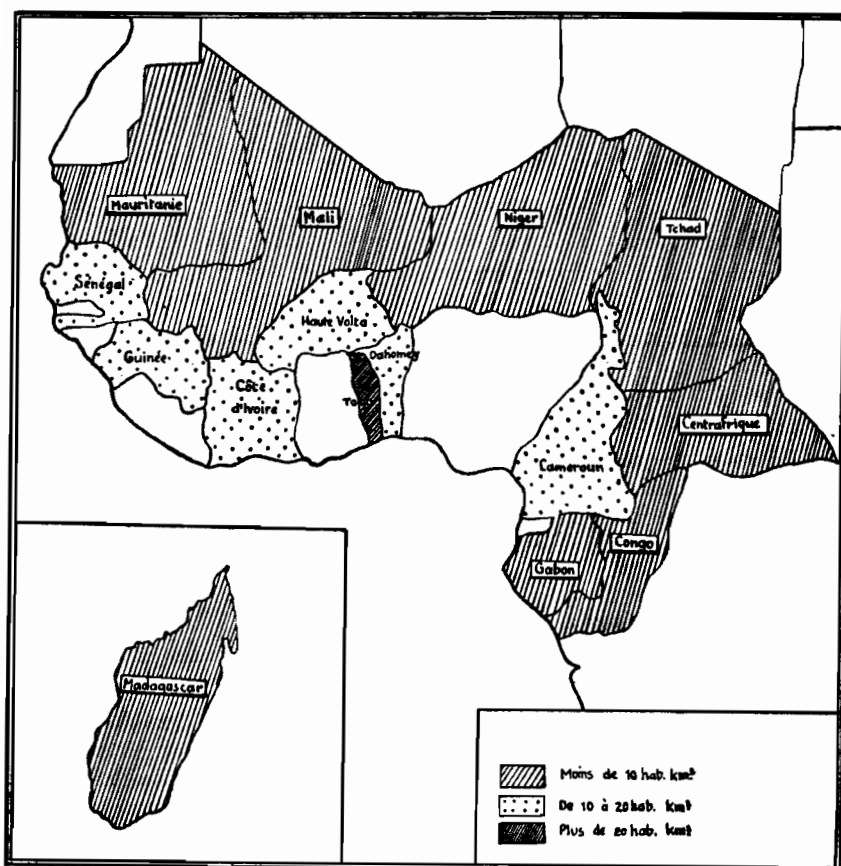 Mauritanie
Mali
Niger
Tchad
Sénégal
Haute Volta
Guinée
Dahomey
Côte
d'Ivoire
Centrafrique
Cameroun
Congo
Gabon
Madagascar
Moins de 10 hab. km²
De 10 à 20 hab. km²
Plus de 20 hab. km²